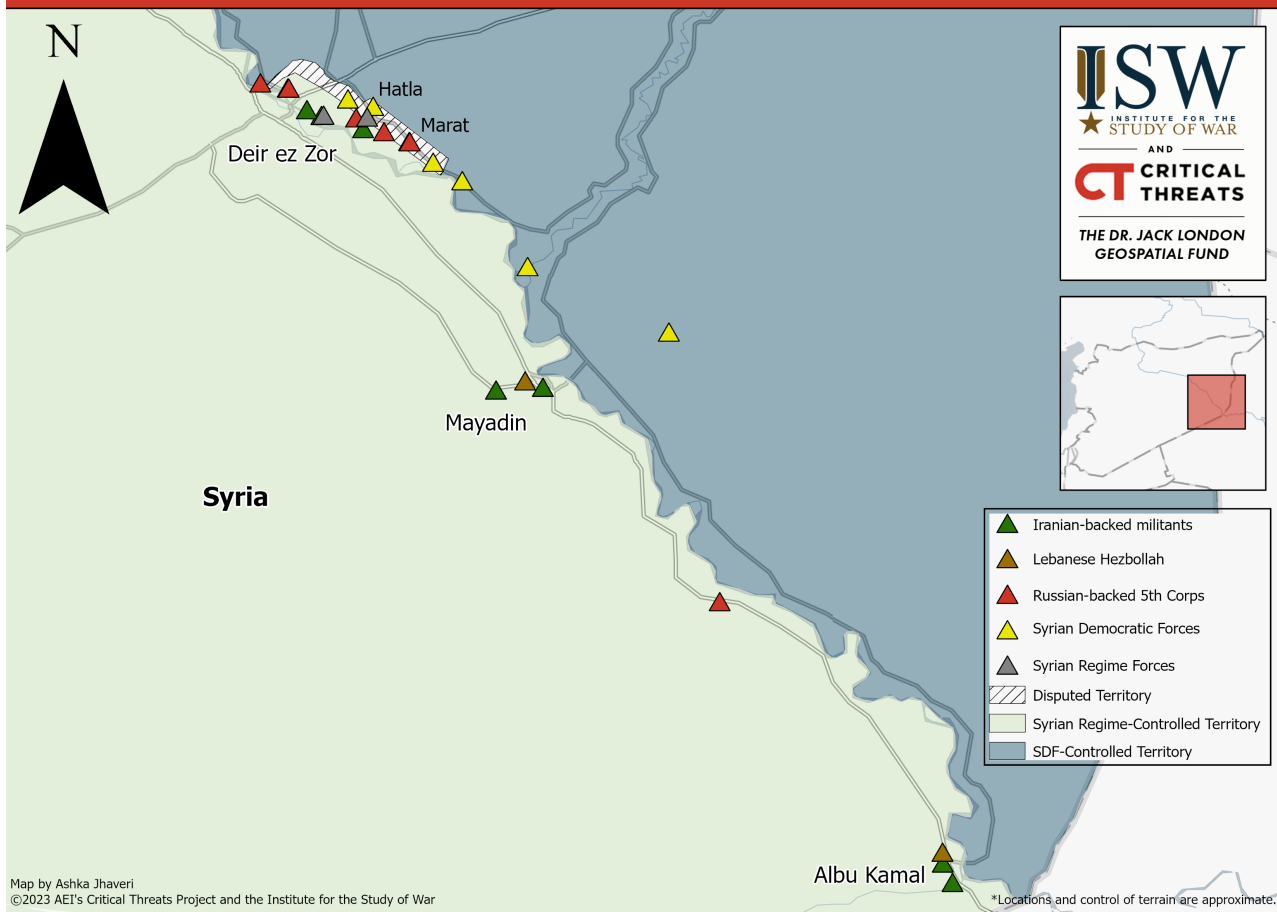 N
Hatla
Marat
Deir ez Zor
Mayadin
Syria
Albu Kamal
ISW
INSTITUTE FOR THE
STUDY OF WAR
AND
CT CRITICAL
THREATS
THE DR. JACK LONDON
GEOSPATIAL FUND
Iranian-backed militants
Lebanese Hezbollah
Russian-backed 5th Corps
Syrian Democratic Forces
Syrian Regime Forces
Disputed Territory
Syrian Regime-Controlled Territory
SDF-Controlled Territory
Map by Ashka Jhaveri
©2023 AEI's Critical Threats Project and the Institute for the Study of War
*Locations and control of terrain are approximate.